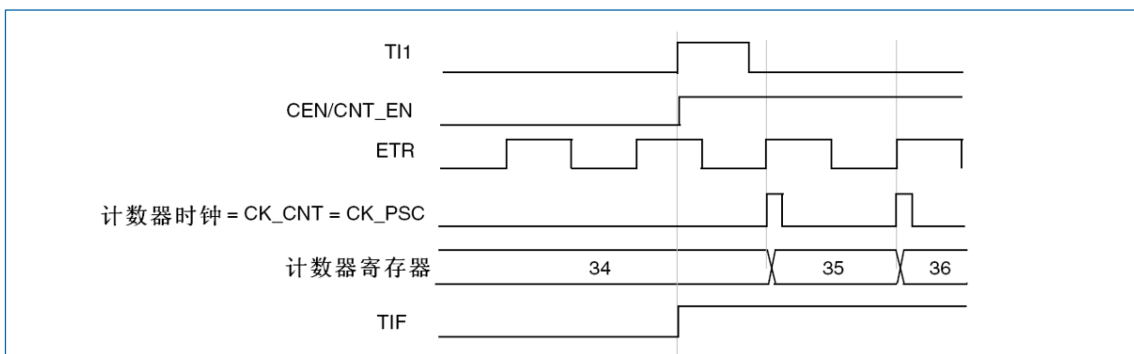 TI1
CEN/CNT_EN
ETR
计数器时钟 = CK_CNT = CK_PSC
计数器寄存器 34 35 36
TIF